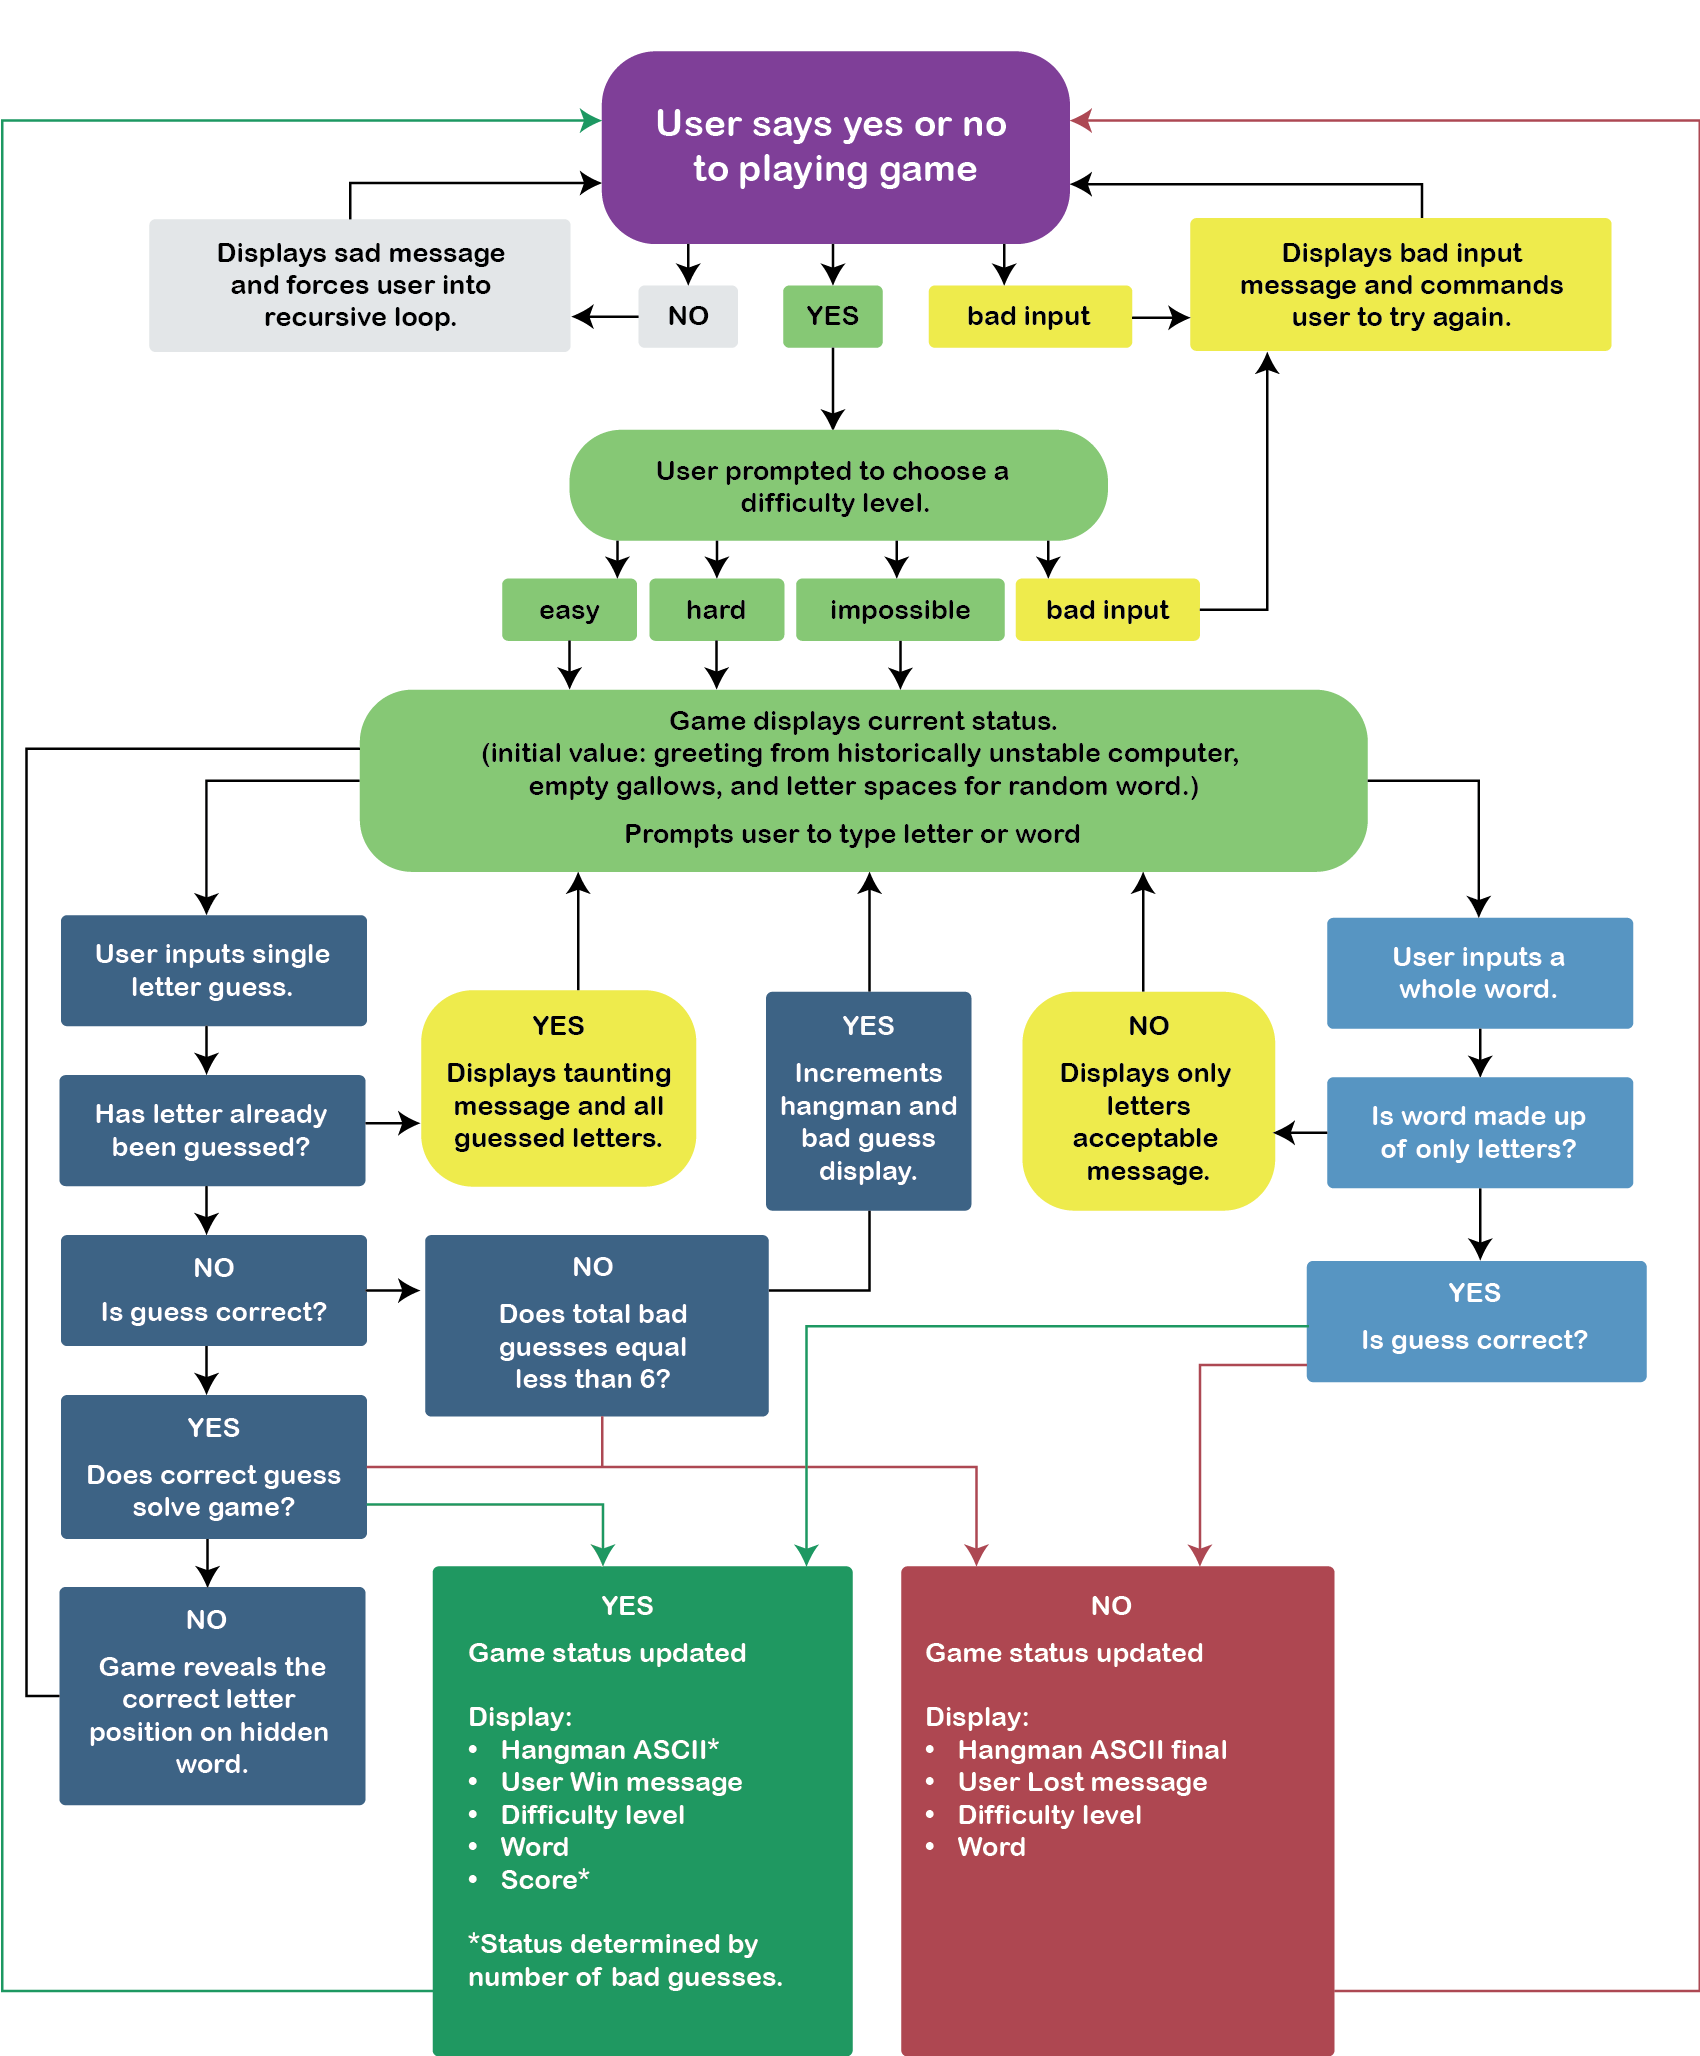 User says yes or no
to playing game
Displays sad message
and forces user into
recursive loop.
NO
YES
bad input
Displays bad input
message and commands
user to try again.
User prompted to choose a
difficulty level.
easy
hard
impossible
bad input
Game displays current status.
(initial value: greeting from historically unstable computer,
empty gallows, and letter spaces for random word.)
Prompts user to type letter or word
User inputs single
letter guess.
Has letter already
been guessed?
YES
Displays taunting
message and all
guessed letters.
YES
Increments
hangman and
bad guess
display.
NO
Displays only
letters
acceptable
message.
User inputs a
whole word.
Is word made up
of only letters?
NO
Is guess correct?
NO
Does total bad
guesses equal
less than 6?
YES
Is guess correct?
YES
Does correct guess
solve game?
NO
Game reveals the
correct letter
position on hidden
word.
YES
Game status updated
Display:
• Hangman ASCII*
• User Win message
• Difficulty level
• Word
• Score*
*Status determined by
number of bad guesses.
NO
Game status updated
Display:
• Hangman ASCII final
• User Lost message
• Difficulty level
• Word